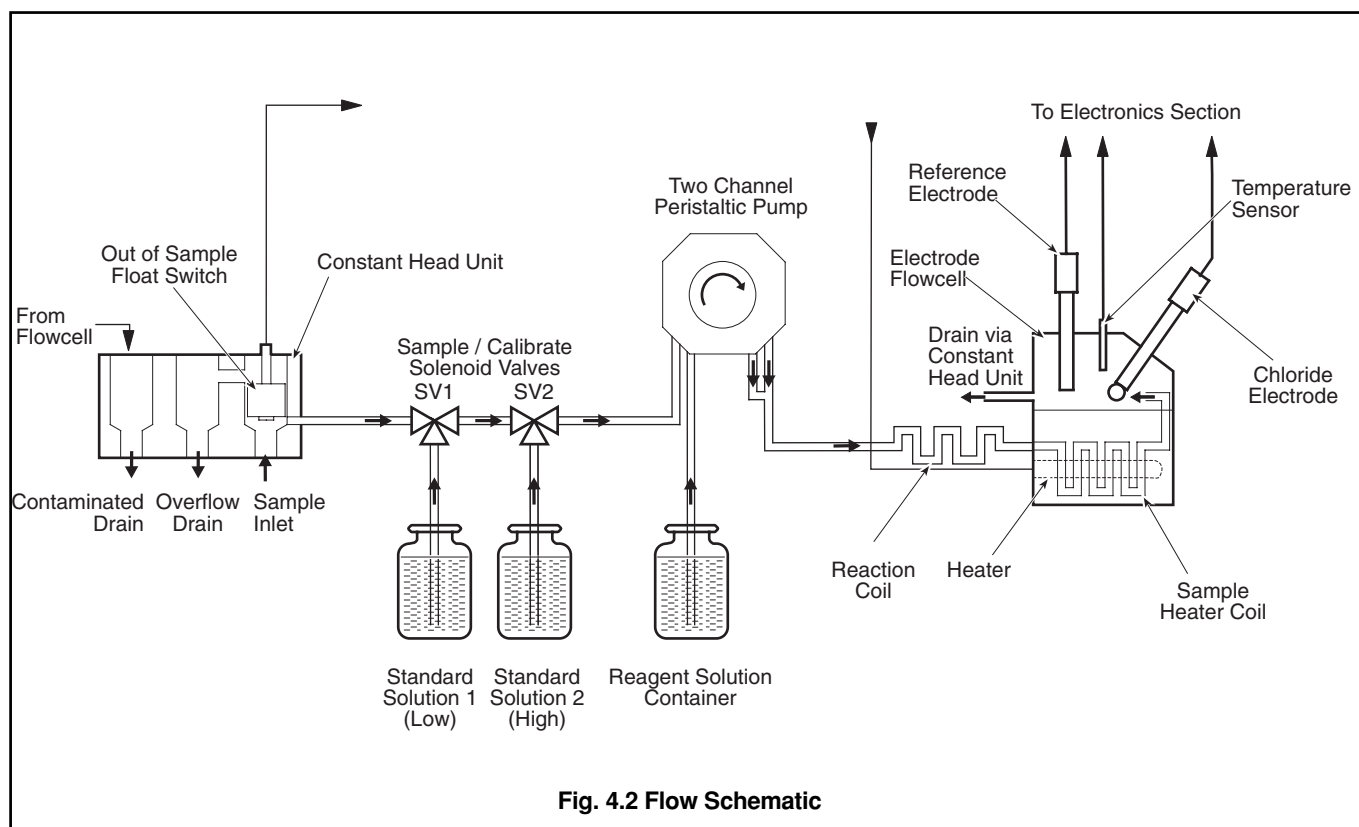 To Electronics Section
Reference
Electrode
Temperature
Sensor
Two Channel
Peristaltic Pump
Out of Sample
Float Switch
Constant Head Unit
Electrode
Flowcell
From
Flowcell
Sample / Calibrate
Solenoid Valves
SV1
SV2
Drain via
Constant
Head Unit
Chloride
Electrode
Contaminated
Drain
Overflow
Drain
Sample
Inlet
Reaction
Coil
Heater
Sample
Heater Coil
Standard
Solution 1
(Low)
Standard
Solution 2
(High)
Reagent Solution
Container
Fig. 4.2 Flow Schematic